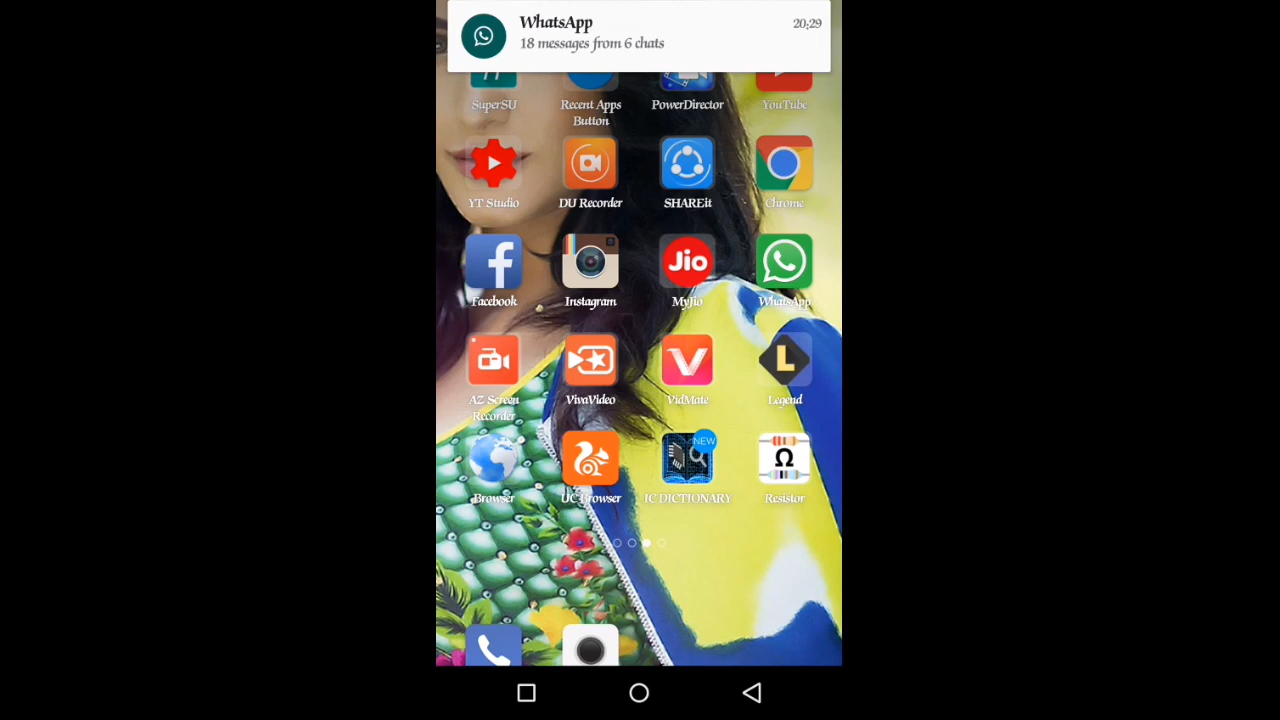 WhatsApp 20:29
18 messages from 6 chats
SuperSU Recent Apps Button PowerDirector YouTube
YT Studio DU Recorder SHAREit Chrome
Jio
Facebook Instagram MyJio WhatsApp
L
AZ Screen Recorder VivaVideo VidMate Legend
NEW
Ω
Browser UC Browser IC DICTIONARY Resistor